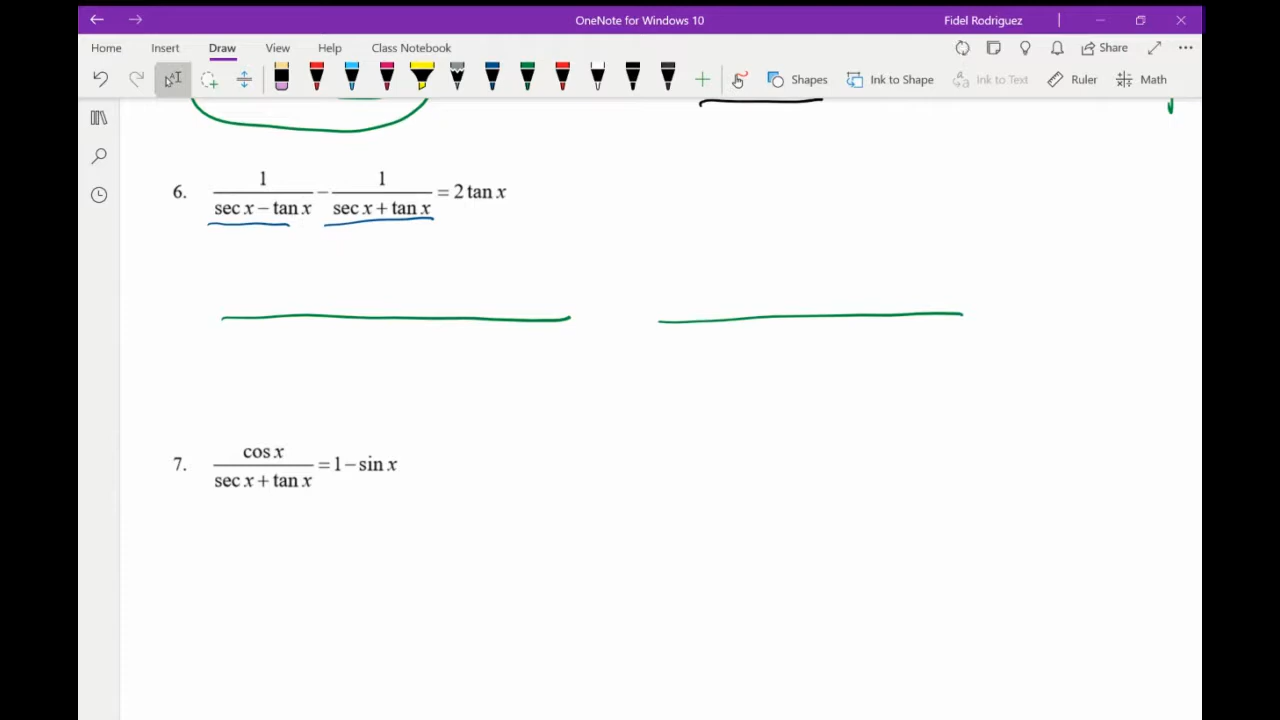 OneNote for Windows 10
Fidel Rodriguez
Home Insert Draw View Help Class Notebook
Share
Shapes Ink to Shape Ink to Text Ruler Math
6. 1/(sec x − tan x) − 1/(sec x + tan x) = 2 tan x
7. cos x/(sec x + tan x) = 1 − sin x